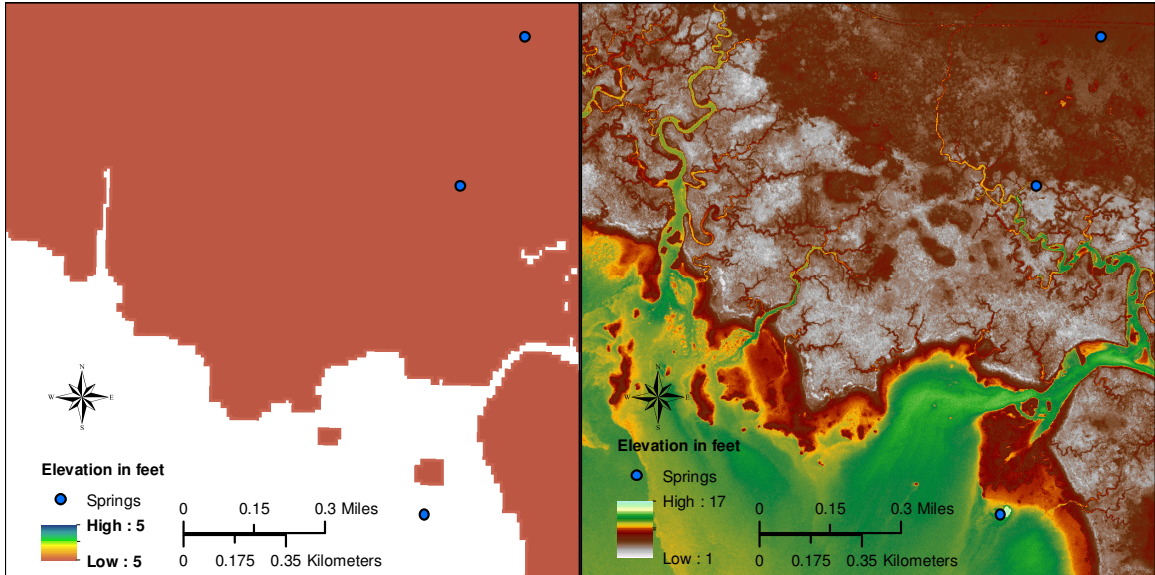 N
W E
S
Elevation in feet
Springs
High : 5
Low : 5
0 0.15 0.3 Miles
0 0.175 0.35 Kilometers
N
W E
S
Elevation in feet
Springs
High : 17
Low : 1
0 0.15 0.3 Miles
0 0.175 0.35 Kilometers